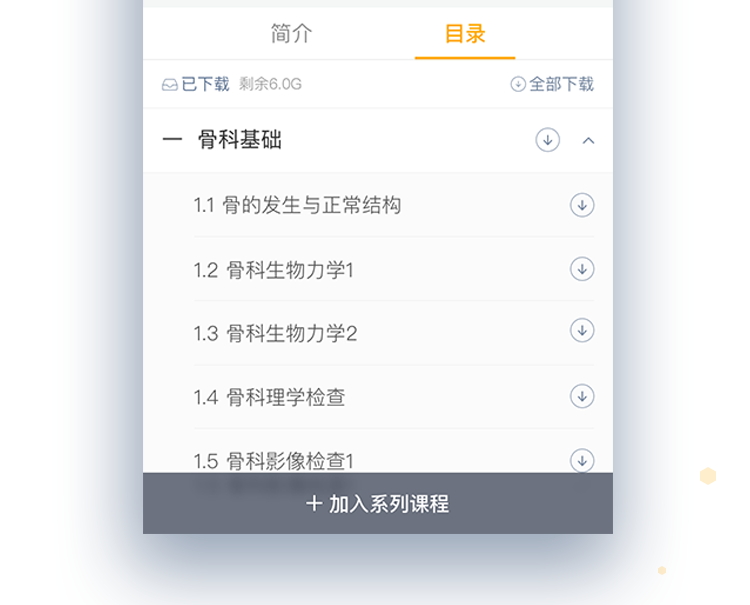 简介 目录
已下载 剩余6.0G 全部下载
一 骨科基础
1.1 骨的发生与正常结构
1.2 骨科生物力学1
1.3 骨科生物力学2
1.4 骨科理学检查
1.5 骨科影像检查1
+ 加入系列课程